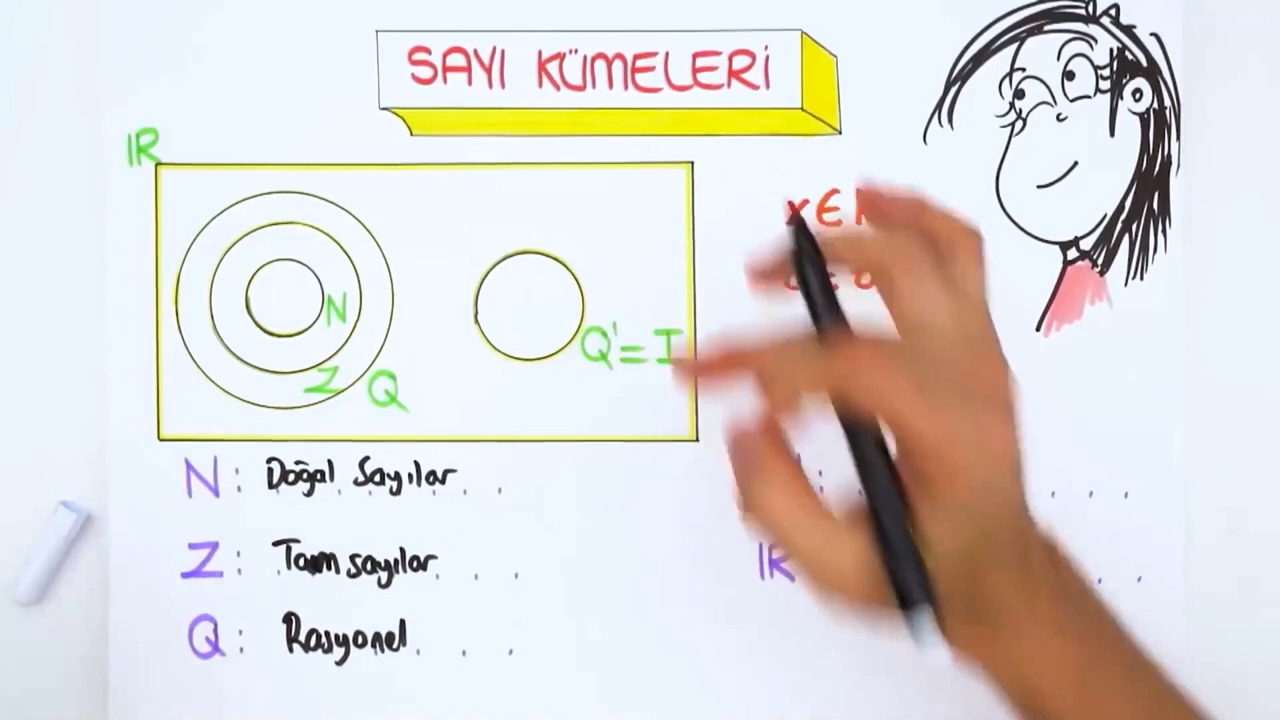 SAYI KÜMELERİ
IR
N
Z
Q
Q'=I
x∈
N: Doğal Sayılar
Z: Tam sayılar
Q: Rasyonel
IR